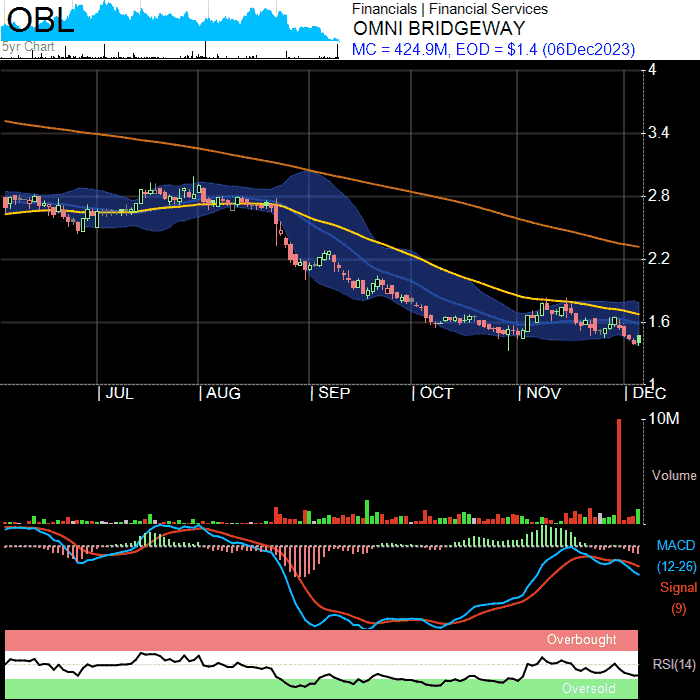 OBL
5yr Chart
Financials | Financial Services
OMNI BRIDGEWAY
MC = 424.9M, EOD = $1.4 (06Dec2023)
4
3.4
2.8
2.2
1.6
1
| JUL | AUG | SEP | OCT | NOV | DEC
10M
Volume
MACD
(12-26)
Signal
(9)
Overbought
RSI(14)
Oversold